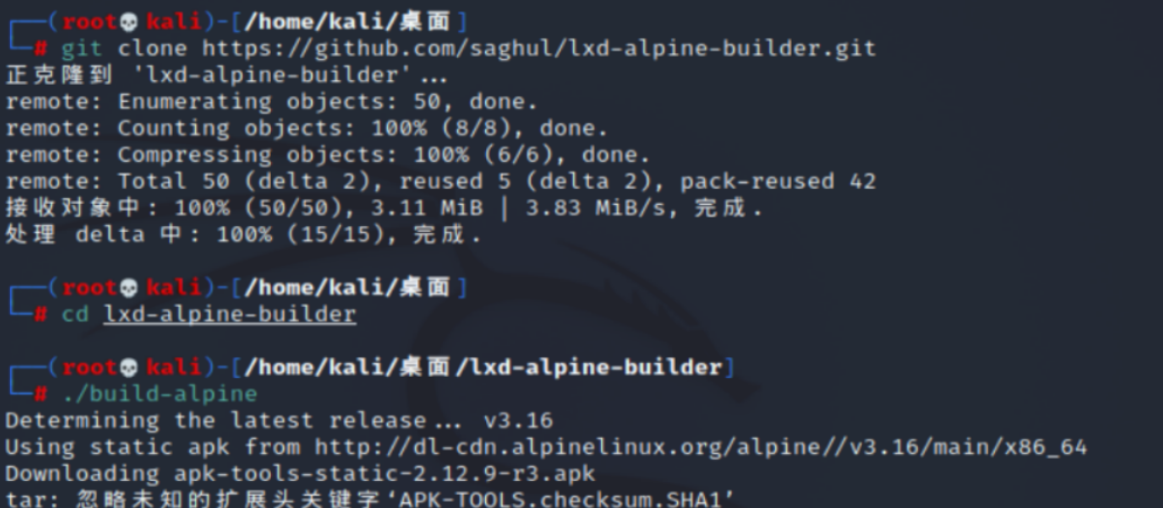 ┌──(root💀kali)-[/home/kali/桌面]
└─# git clone https://github.com/saghul/lxd-alpine-builder.git
正克隆到 'lxd-alpine-builder'...
remote: Enumerating objects: 50, done.
remote: Counting objects: 100% (8/8), done.
remote: Compressing objects: 100% (6/6), done.
remote: Total 50 (delta 2), reused 5 (delta 2), pack-reused 42
接收对象中: 100% (50/50), 3.11 MiB | 3.83 MiB/s, 完成.
处理 delta 中: 100% (15/15), 完成.
┌──(root💀kali)-[/home/kali/桌面]
└─# cd lxd-alpine-builder
┌──(root💀kali)-[/home/kali/桌面/lxd-alpine-builder]
└─# ./build-alpine
Determining the latest release... v3.16
Using static apk from http://dl-cdn.alpinelinux.org/alpine//v3.16/main/x86_64
Downloading apk-tools-static-2.12.9-r3.apk
tar: 忽略未知的扩展头关键字‘APK-TOOLS.checksum.SHA1’